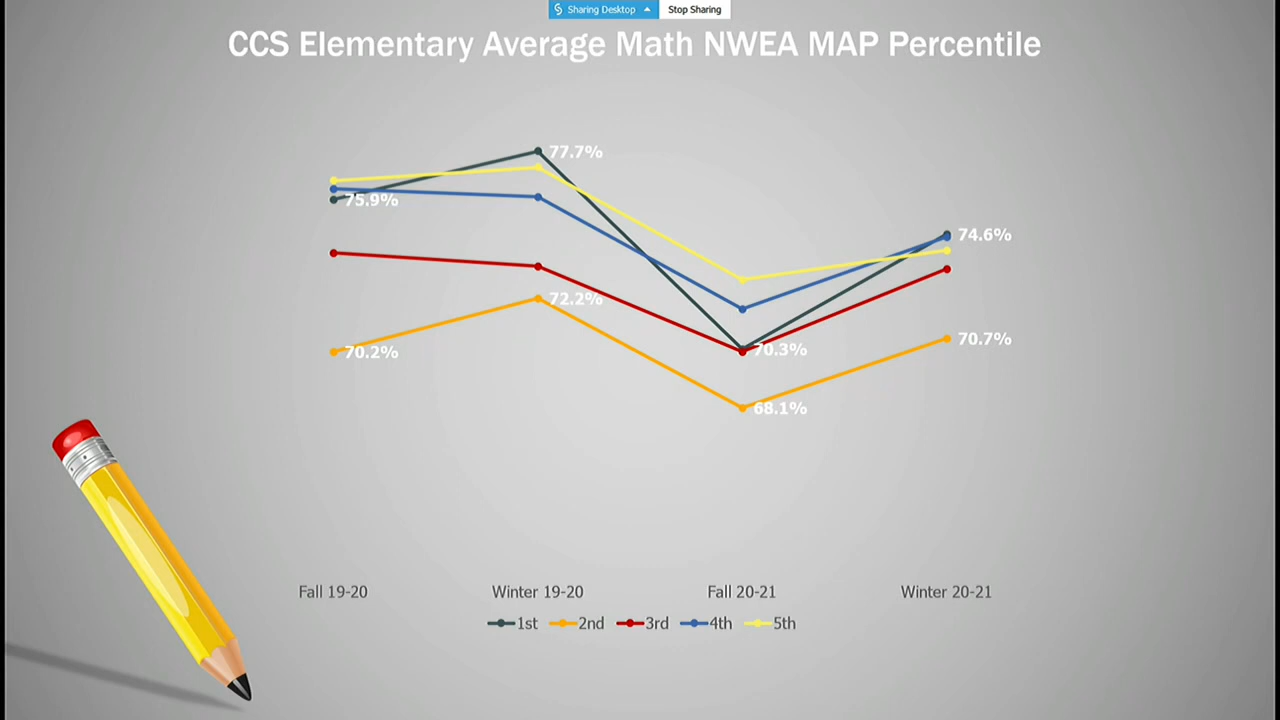 Sharing Desktop Stop Sharing
CCS Elementary Average Math NWEA MAP Percentile
77.7%
75.9%
74.6%
72.2%
70.2%
70.3%
70.7%
68.1%
Fall 19-20 Winter 19-20 Fall 20-21 Winter 20-21
1st 2nd 3rd 4th 5th